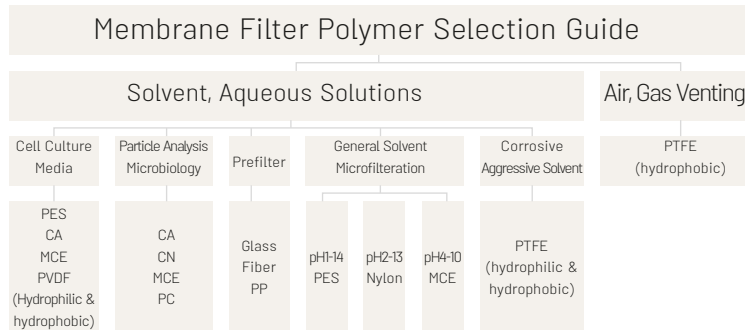 Membrane Filter Polymer Selection Guide
Solvent, Aqueous Solutions
Air, Gas Venting
Cell Culture
Media
Particle Analysis
Microbiology
Prefilter
General Solvent
Microfilteration
Corrosive
Aggressive Solvent
PTFE
(hydrophobic)
PES
CA
MCE
PVDF
(Hydrophilic &
hydrophobic)
CA
CN
MCE
PC
Glass
Fiber
PP
pH1-14
PES
pH2-13
Nylon
pH4-10
MCE
PTFE
(hydrophilic &
hydrophobic)